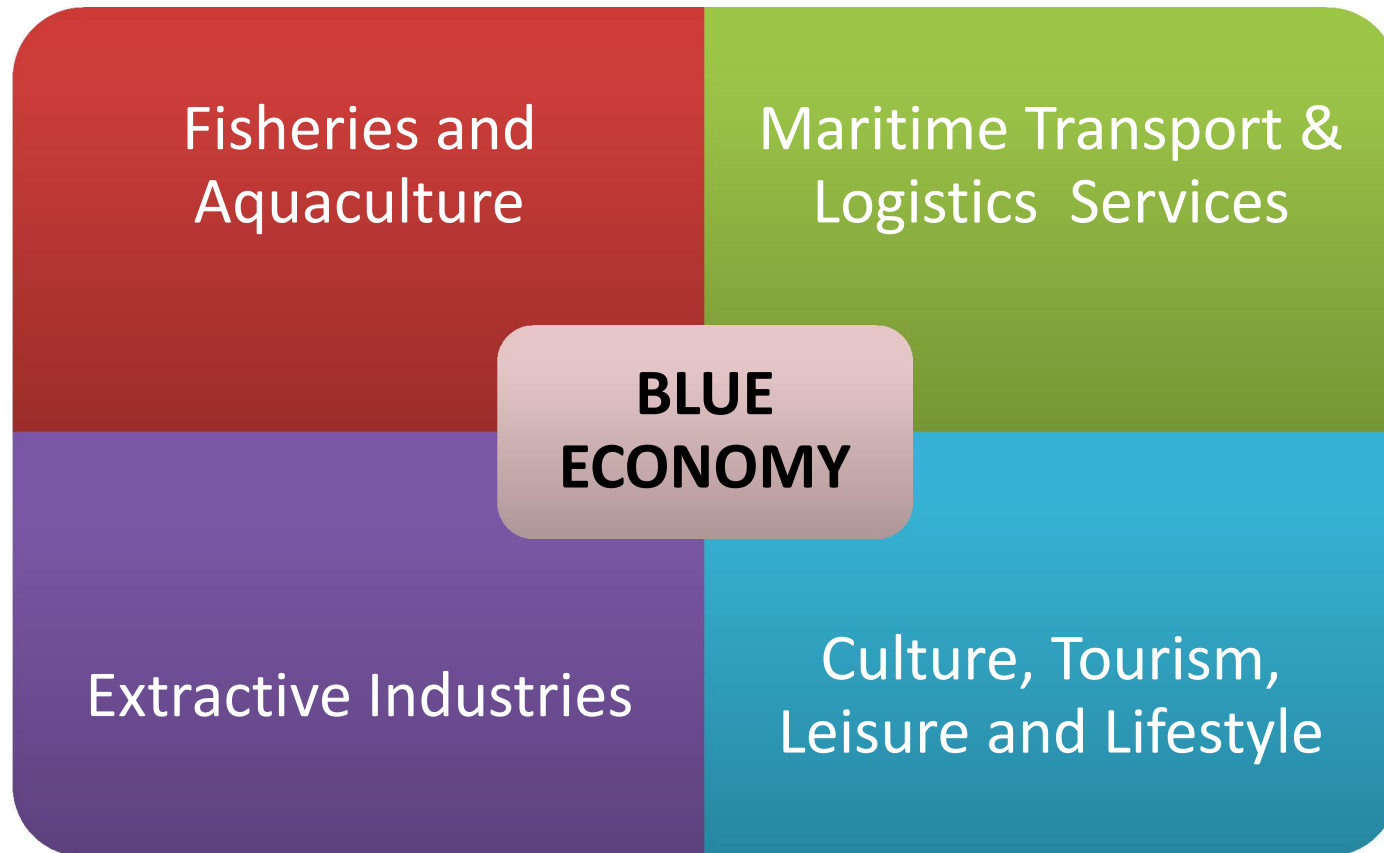 Fisheries and
Aquaculture
Maritime Transport &
Logistics  Services
BLUE
ECONOMY
Extractive Industries
Culture, Tourism,
Leisure and Lifestyle